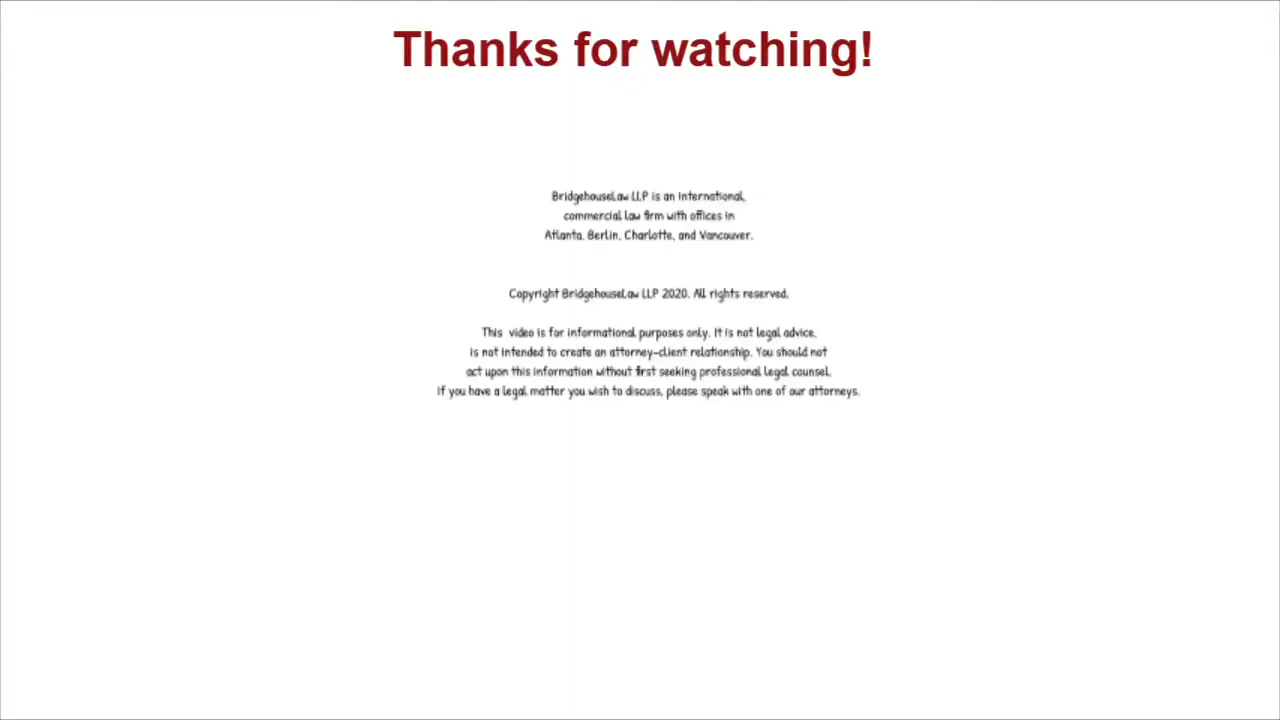 Thanks for watching!
BridgehouseLaw LLP is an international,
commercial law firm with offices in
Atlanta, Berlin, Charlotte, and Vancouver.
Copyright BridgehouseLaw LLP 2020. All rights reserved.
This video is for informational purposes only. It is not legal advice,
is not intended to create an attorney-client relationship. You should not
act upon this information without first seeking professional legal counsel.
If you have a legal matter you wish to discuss, please speak with one of our attorneys.